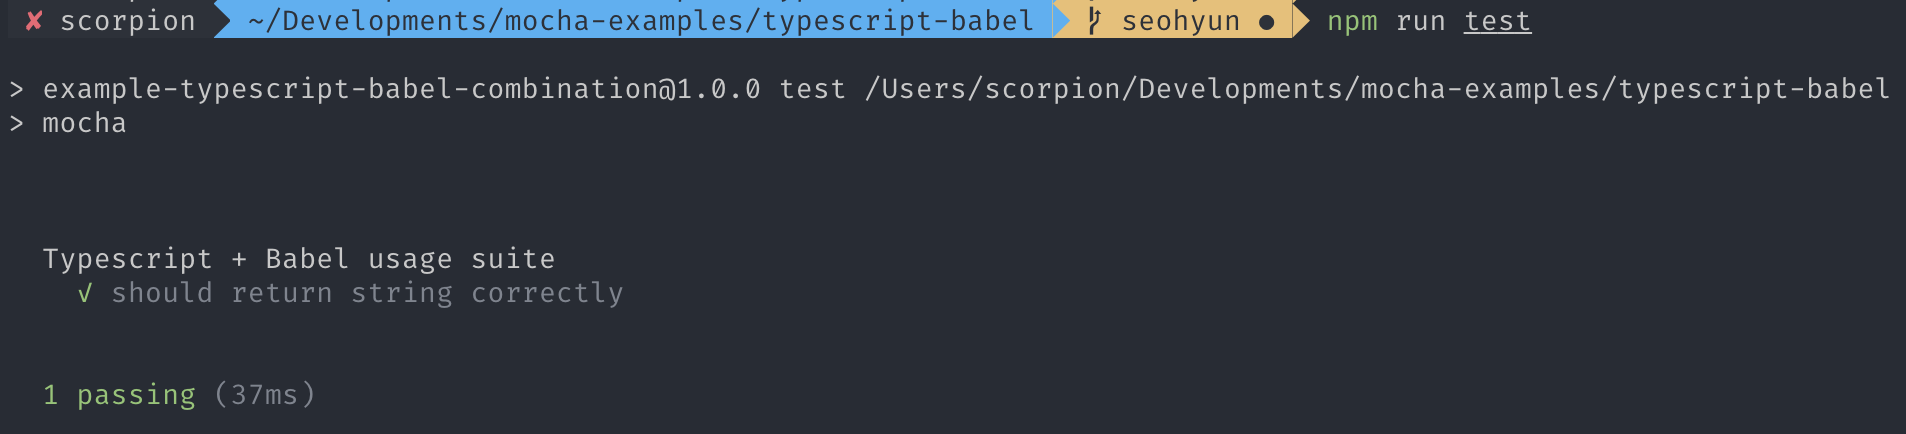 ✘ scorpion ~/Developments/mocha-examples/typescript-babel seohyun ● npm run test
> example-typescript-babel-combination@1.0.0 test /Users/scorpion/Developments/mocha-examples/typescript-babel
> mocha
Typescript + Babel usage suite
√ should return string correctly
1 passing (37ms)